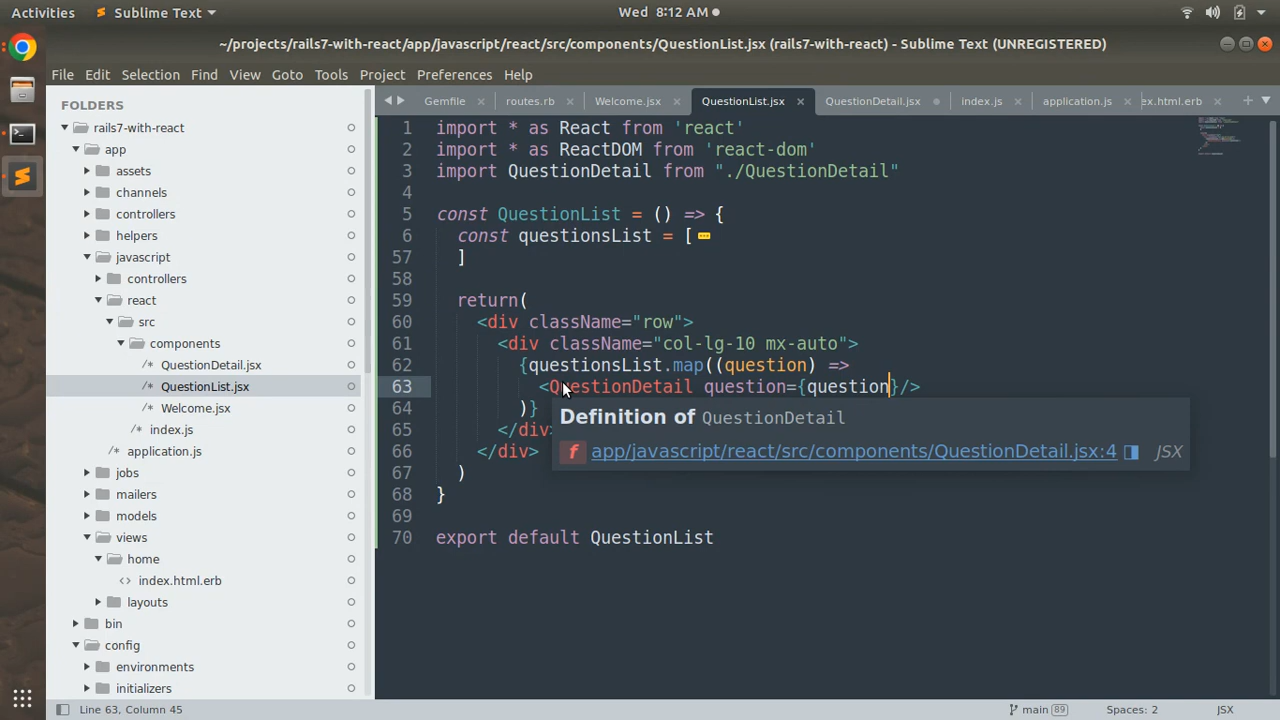 Activities
Sublime Text
Wed 8:12 AM
~/projects/rails7-with-react/app/javascript/react/src/components/QuestionList.jsx (rails7-with-react) - Sublime Text (UNREGISTERED)
File Edit Selection Find View Goto Tools Project Preferences Help
Gemfile
routes.rb
Welcome.jsx
QuestionList.jsx
QuestionDetail.jsx
index.js
application.js
ex.html.erb
FOLDERS
rails7-with-react
app
assets
channels
controllers
helpers
javascript
controllers
react
src
components
QuestionDetail.jsx
QuestionList.jsx
Welcome.jsx
index.js
application.js
jobs
mailers
models
views
home
index.html.erb
layouts
bin
config
environments
initializers
1 import * as React from 'react'
2 import * as ReactDOM from 'react-dom'
3 import QuestionDetail from "./QuestionDetail"
4
5 const QuestionList = () => {
6 const questionsList = [
57 ]
58
59 return(
60 <div className="row">
61 <div className="col-lg-10 mx-auto">
62 {questionsList.map((question) =>
63 <QuestionDetail question={question}/>
64 )}
65 </div>
66 </div>
67 )
68 }
69
70 export default QuestionList
Definition of QuestionDetail
f app/javascript/react/src/components/QuestionDetail.jsx:4 JSX
Line 63, Column 45
main 89
Spaces: 2
JSX